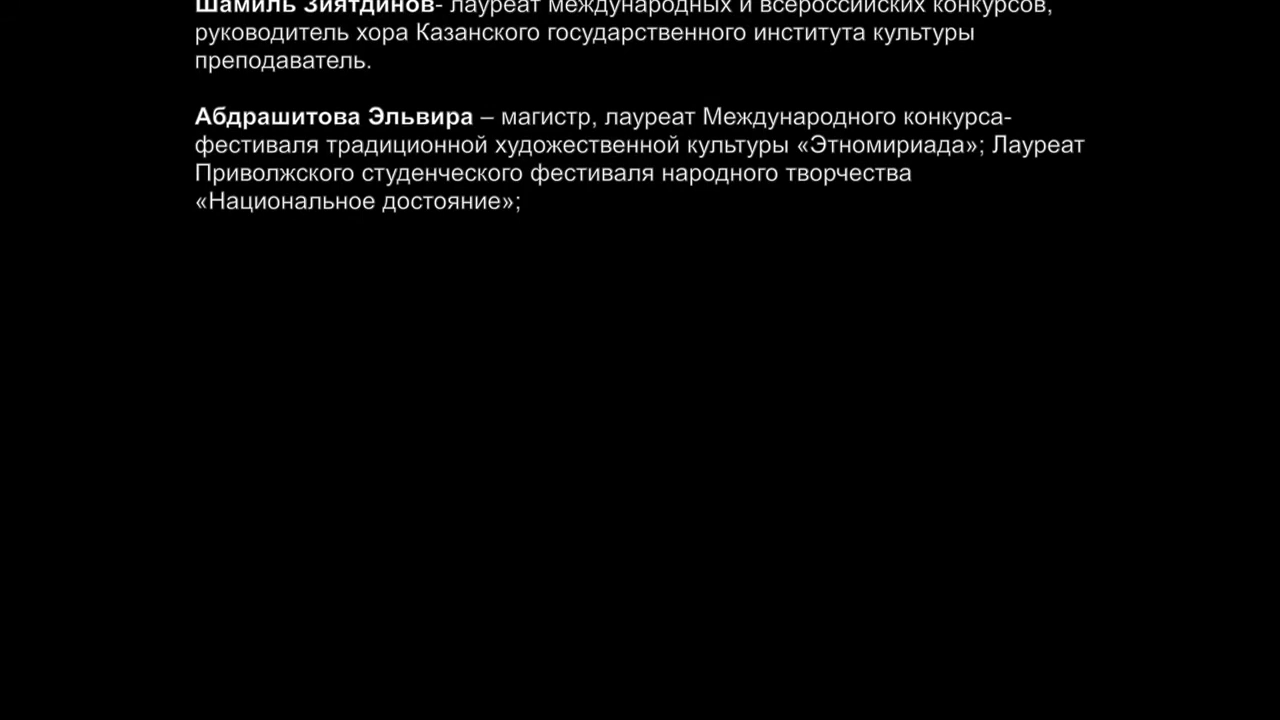 Шамиль Зиятдинов- лауреат международных и всероссийских конкурсов,
руководитель хора Казанского государственного института культуры
преподаватель.
Абдрашитова Эльвира – магистр, лауреат Международного конкурса-
фестиваля традиционной художественной культуры «Этномириада»; Лауреат
Приволжского студенческого фестиваля народного творчества
«Национальное достояние»;